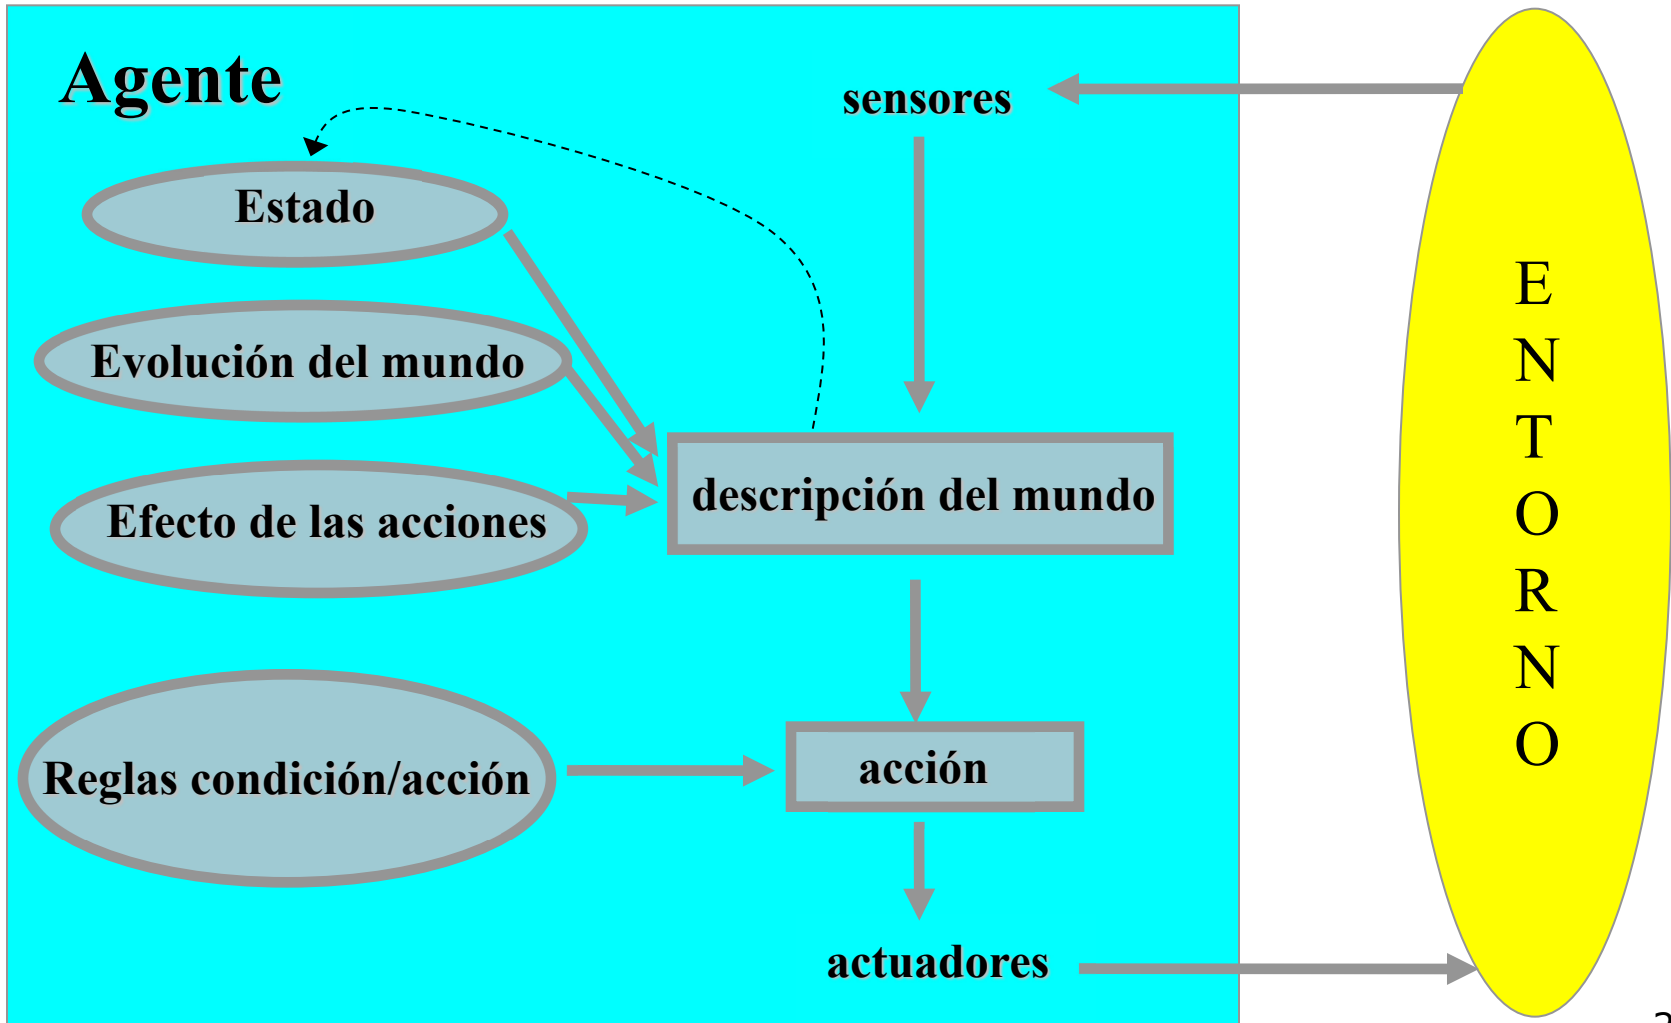 Agente
sensores
Estado
Evolución del mundo
descripción del mundo
Efecto de las acciones
Reglas condición/acción
acción
actuadores
E
N
T
O
R
N
O